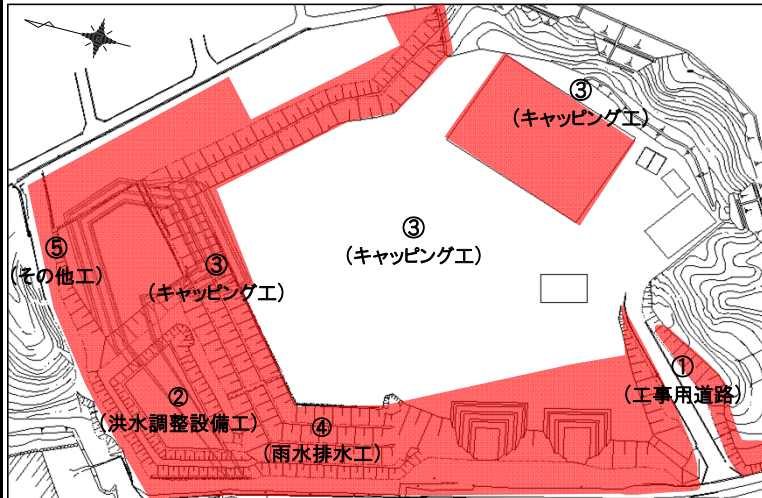 ③
(キャッピング工)
③
(キャッピング工)
⑤
(その他工)
③
(キャッピング工)
①
(工事用道路)
②
(洪水調整設備工)
④
(雨水排水工)